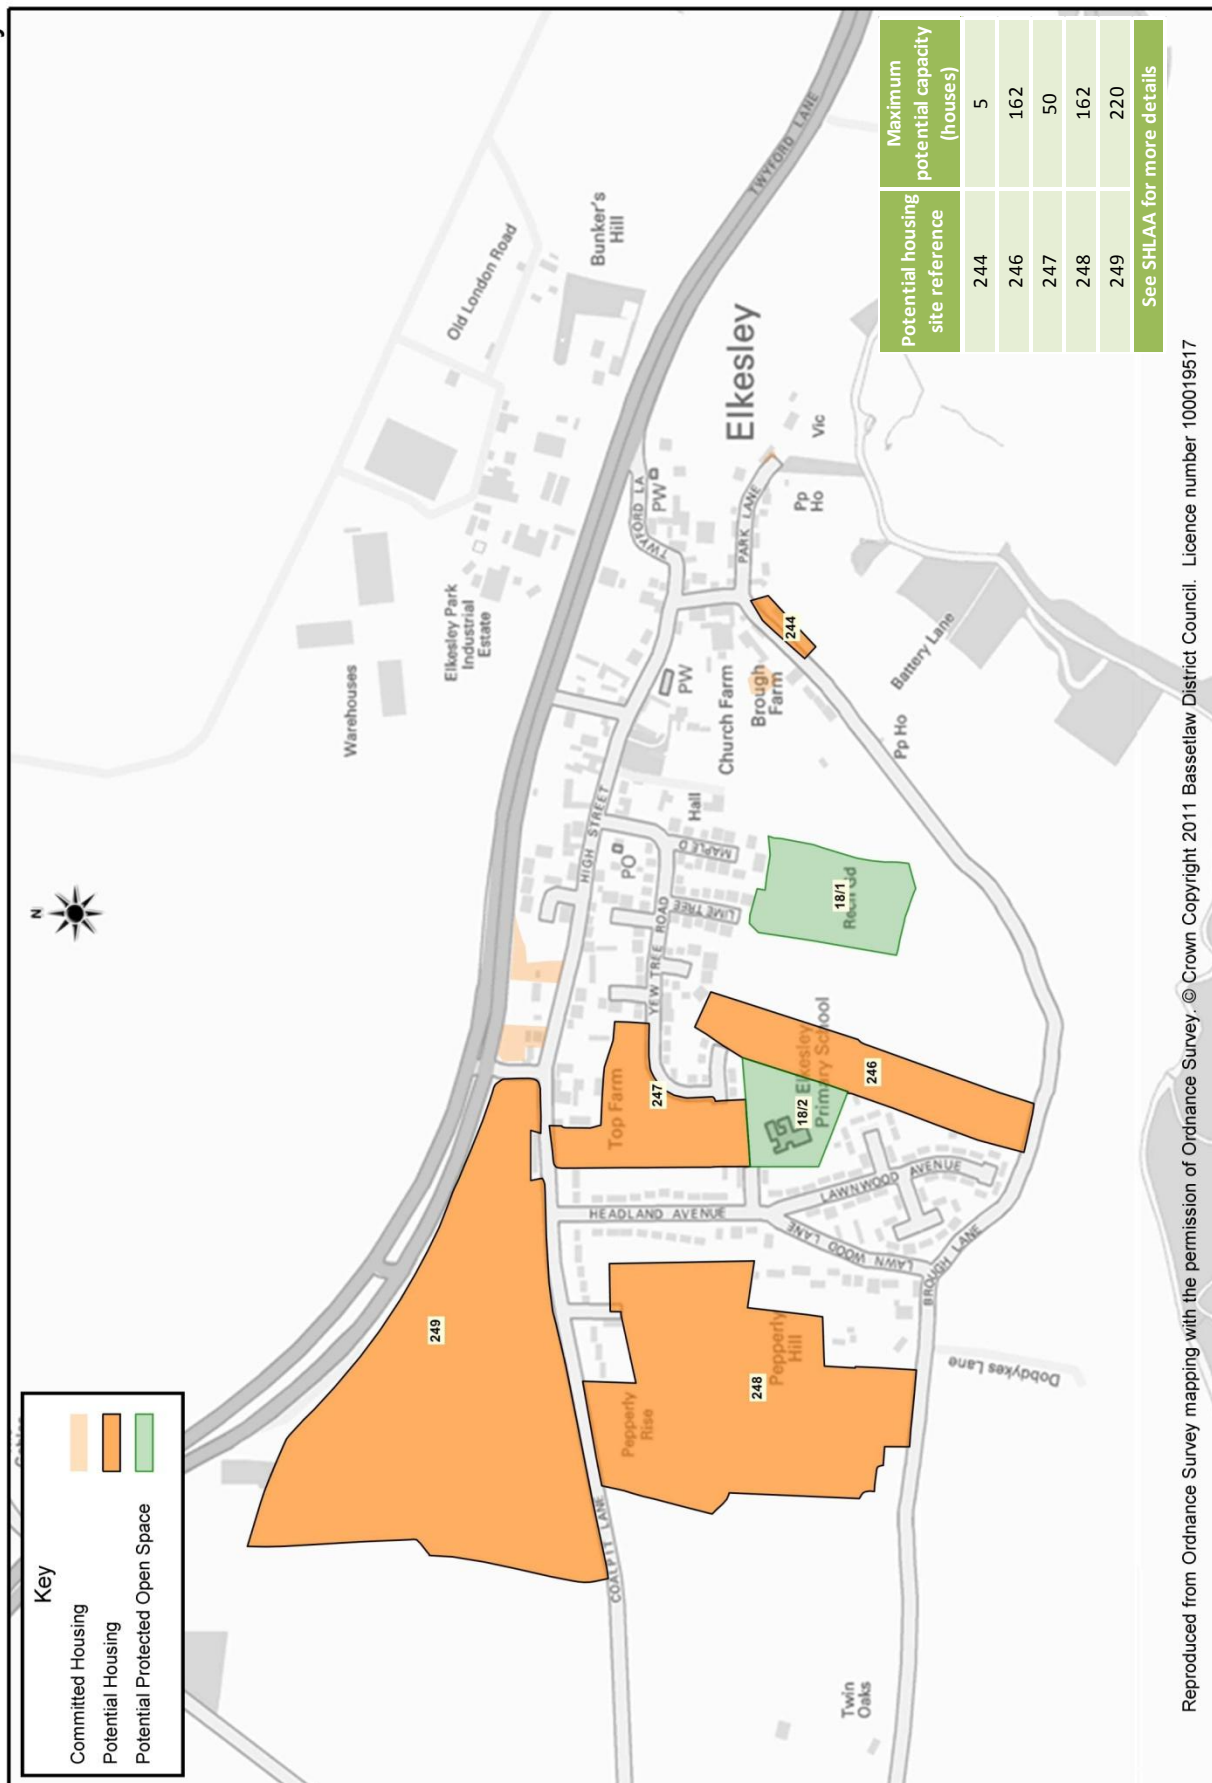 Key
Committed Housing
Potential Housing
Potential Protected Open Space
N
Warehouses
Elkesley Park
Industrial
Estate
Old London Road
Bunker's
Hill
TWYFORD LANE
TWYFORD LA
PW
HIGH STREET
PO
PW
Hall
Church Farm
Brough
Farm
PARK LANE
Elkesley
Vic
Pp
Ho
244
Battery Lane
Pp Ho
MAPLE D
LIME TREE
YEW TREE ROAD
18/1
Top Farm
247
18/2
Elkesley
Primary School
246
HEADLAND AVENUE
LAWNWOOD AVENUE
LAWN WOOD LANE
BROUGH LANE
Dobdykes Lane
249
COALPIT LANE
Pepperly
Rise
248
Pepperly
Hill
Twin
Oaks
Potential housing site reference Maximum potential capacity (houses)
244 5
246 162
247 50
248 162
249 220
See SHLAA for more details
Reproduced from Ordnance Survey mapping with the permission of Ordnance Survey. © Crown Copyright 2011 Bassetlaw District Council. Licence number 100019517